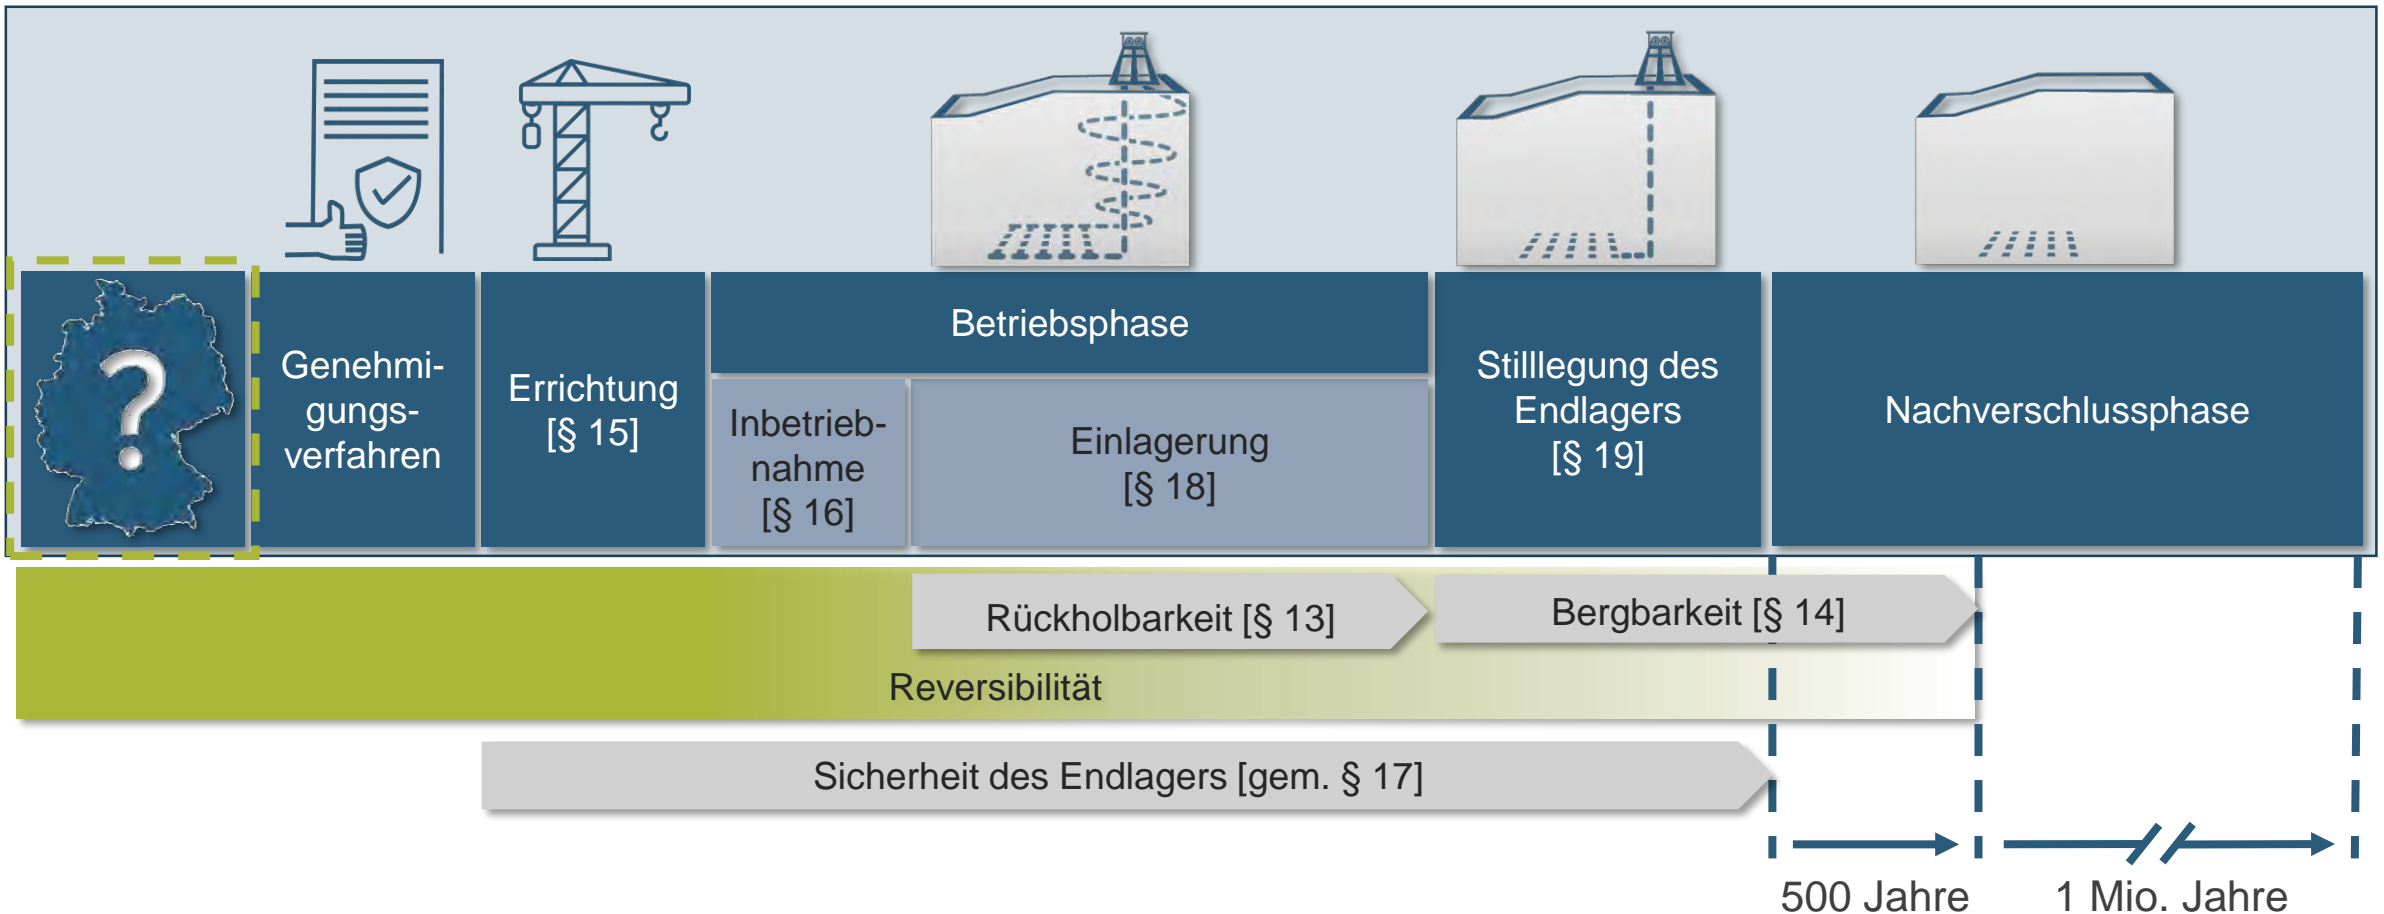 ?
Genehmi-
gungs-
verfahren
Errichtung
[§ 15]
Betriebsphase
Inbetrieb-
nahme
[§ 16]
Einlagerung
[§ 18]
Stilllegung des
Endlagers
[§ 19]
Nachverschlussphase
Rückholbarkeit [§ 13]
Bergbarkeit [§ 14]
Reversibilität
Sicherheit des Endlagers [gem. § 17]
500 Jahre
1 Mio. Jahre